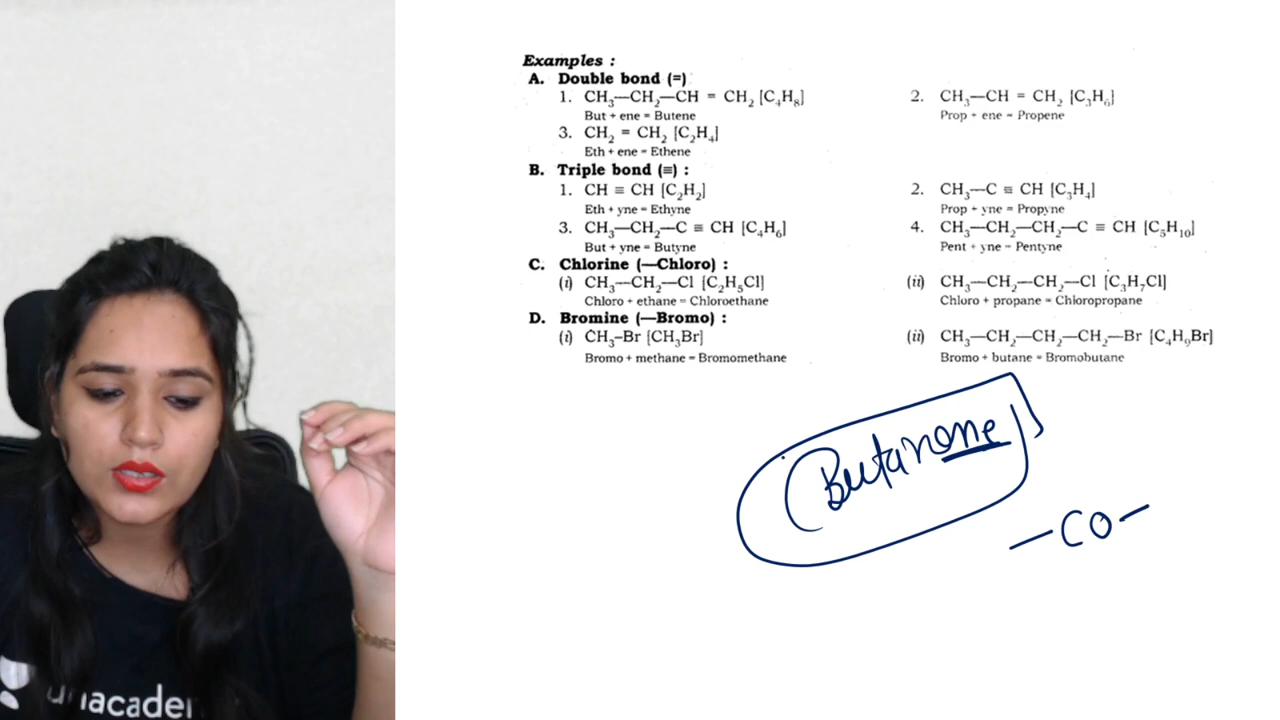 Examples :
A. Double bond (=)
1. CH₃—CH₂—CH = CH₂ [C₄H₈]
But + ene = Butene
2. CH₃—CH = CH₂ [C₃H₆]
Prop + ene = Propene
3. CH₂ = CH₂ [C₂H₄]
Eth + ene = Ethene
B. Triple bond (≡) :
1. CH ≡ CH [C₂H₂]
Eth + yne = Ethyne
2. CH₃—C ≡ CH [C₃H₄]
Prop + yne = Propyne
3. CH₃—CH₂—C ≡ CH [C₄H₆]
But + yne = Butyne
4. CH₃—CH₂—CH₂—C ≡ CH [C₅H₁₀]
Pent + yne = Pentyne
C. Chlorine (—Chloro) :
(i) CH₃—CH₂—Cl [C₂H₅Cl]
Chloro + ethane = Chloroethane
(ii) CH₃—CH₂—CH₂—Cl [C₃H₇Cl]
Chloro + propane = Chloropropane
D. Bromine (—Bromo) :
(i) CH₃–Br [CH₃Br]
Bromo + methane = Bromomethane
(ii) CH₃—CH₂—CH₂—CH₂—Br [C₄H₉Br]
Bromo + butane = Bromobutane
Butanone
—CO—
unacadem